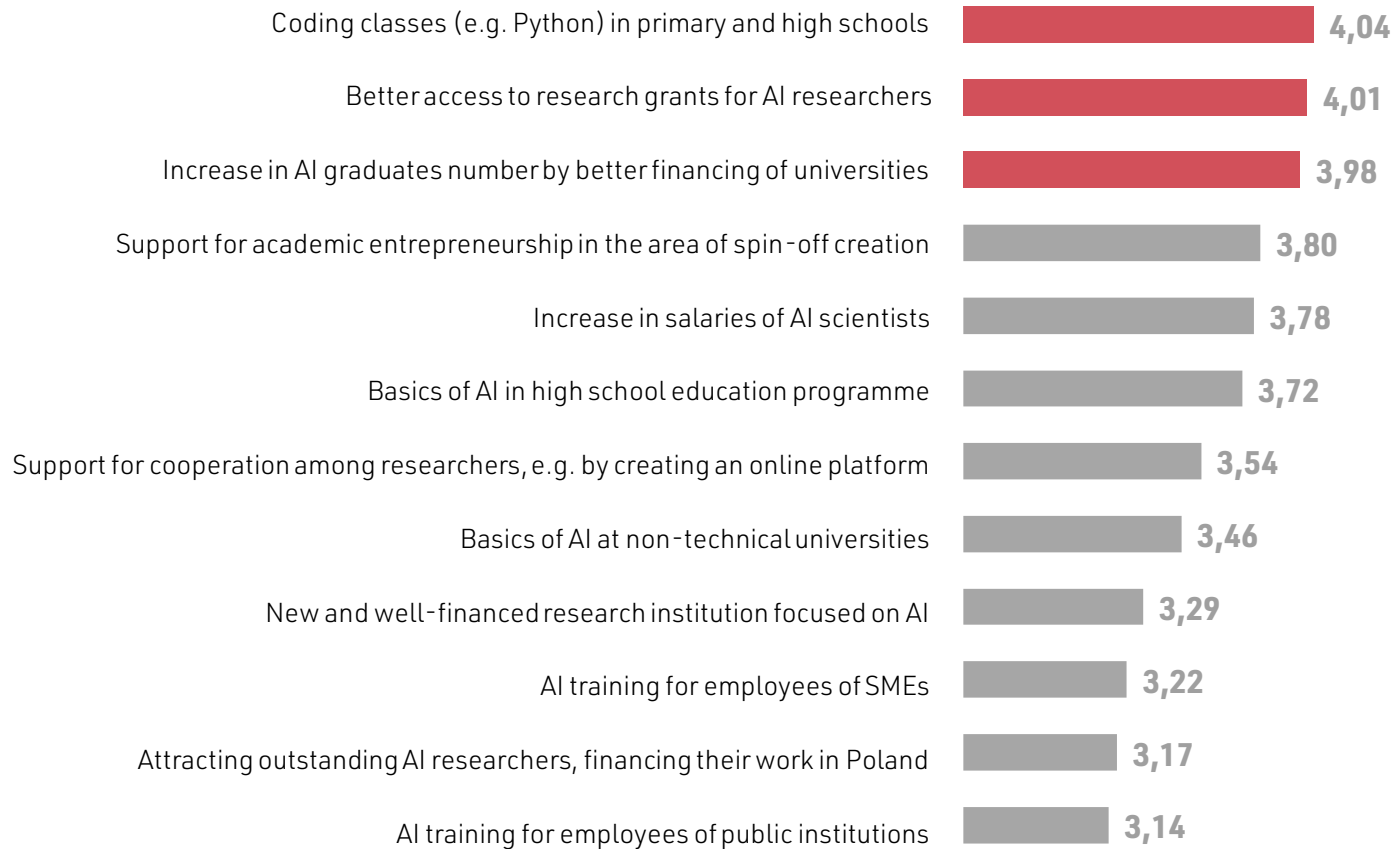 Coding classes (e.g. Python) in primary and high schools 4,04
Better access to research grants for AI researchers 4,01
Increase in AI graduates number by better financing of universities 3,98
Support for academic entrepreneurship in the area of spin-off creation 3,80
Increase in salaries of AI scientists 3,78
Basics of AI in high school education programme 3,72
Support for cooperation among researchers, e.g. by creating an online platform 3,54
Basics of AI at non-technical universities 3,46
New and well-financed research institution focused on AI 3,29
AI training for employees of SMEs 3,22
Attracting outstanding AI researchers, financing their work in Poland 3,17
AI training for employees of public institutions 3,14